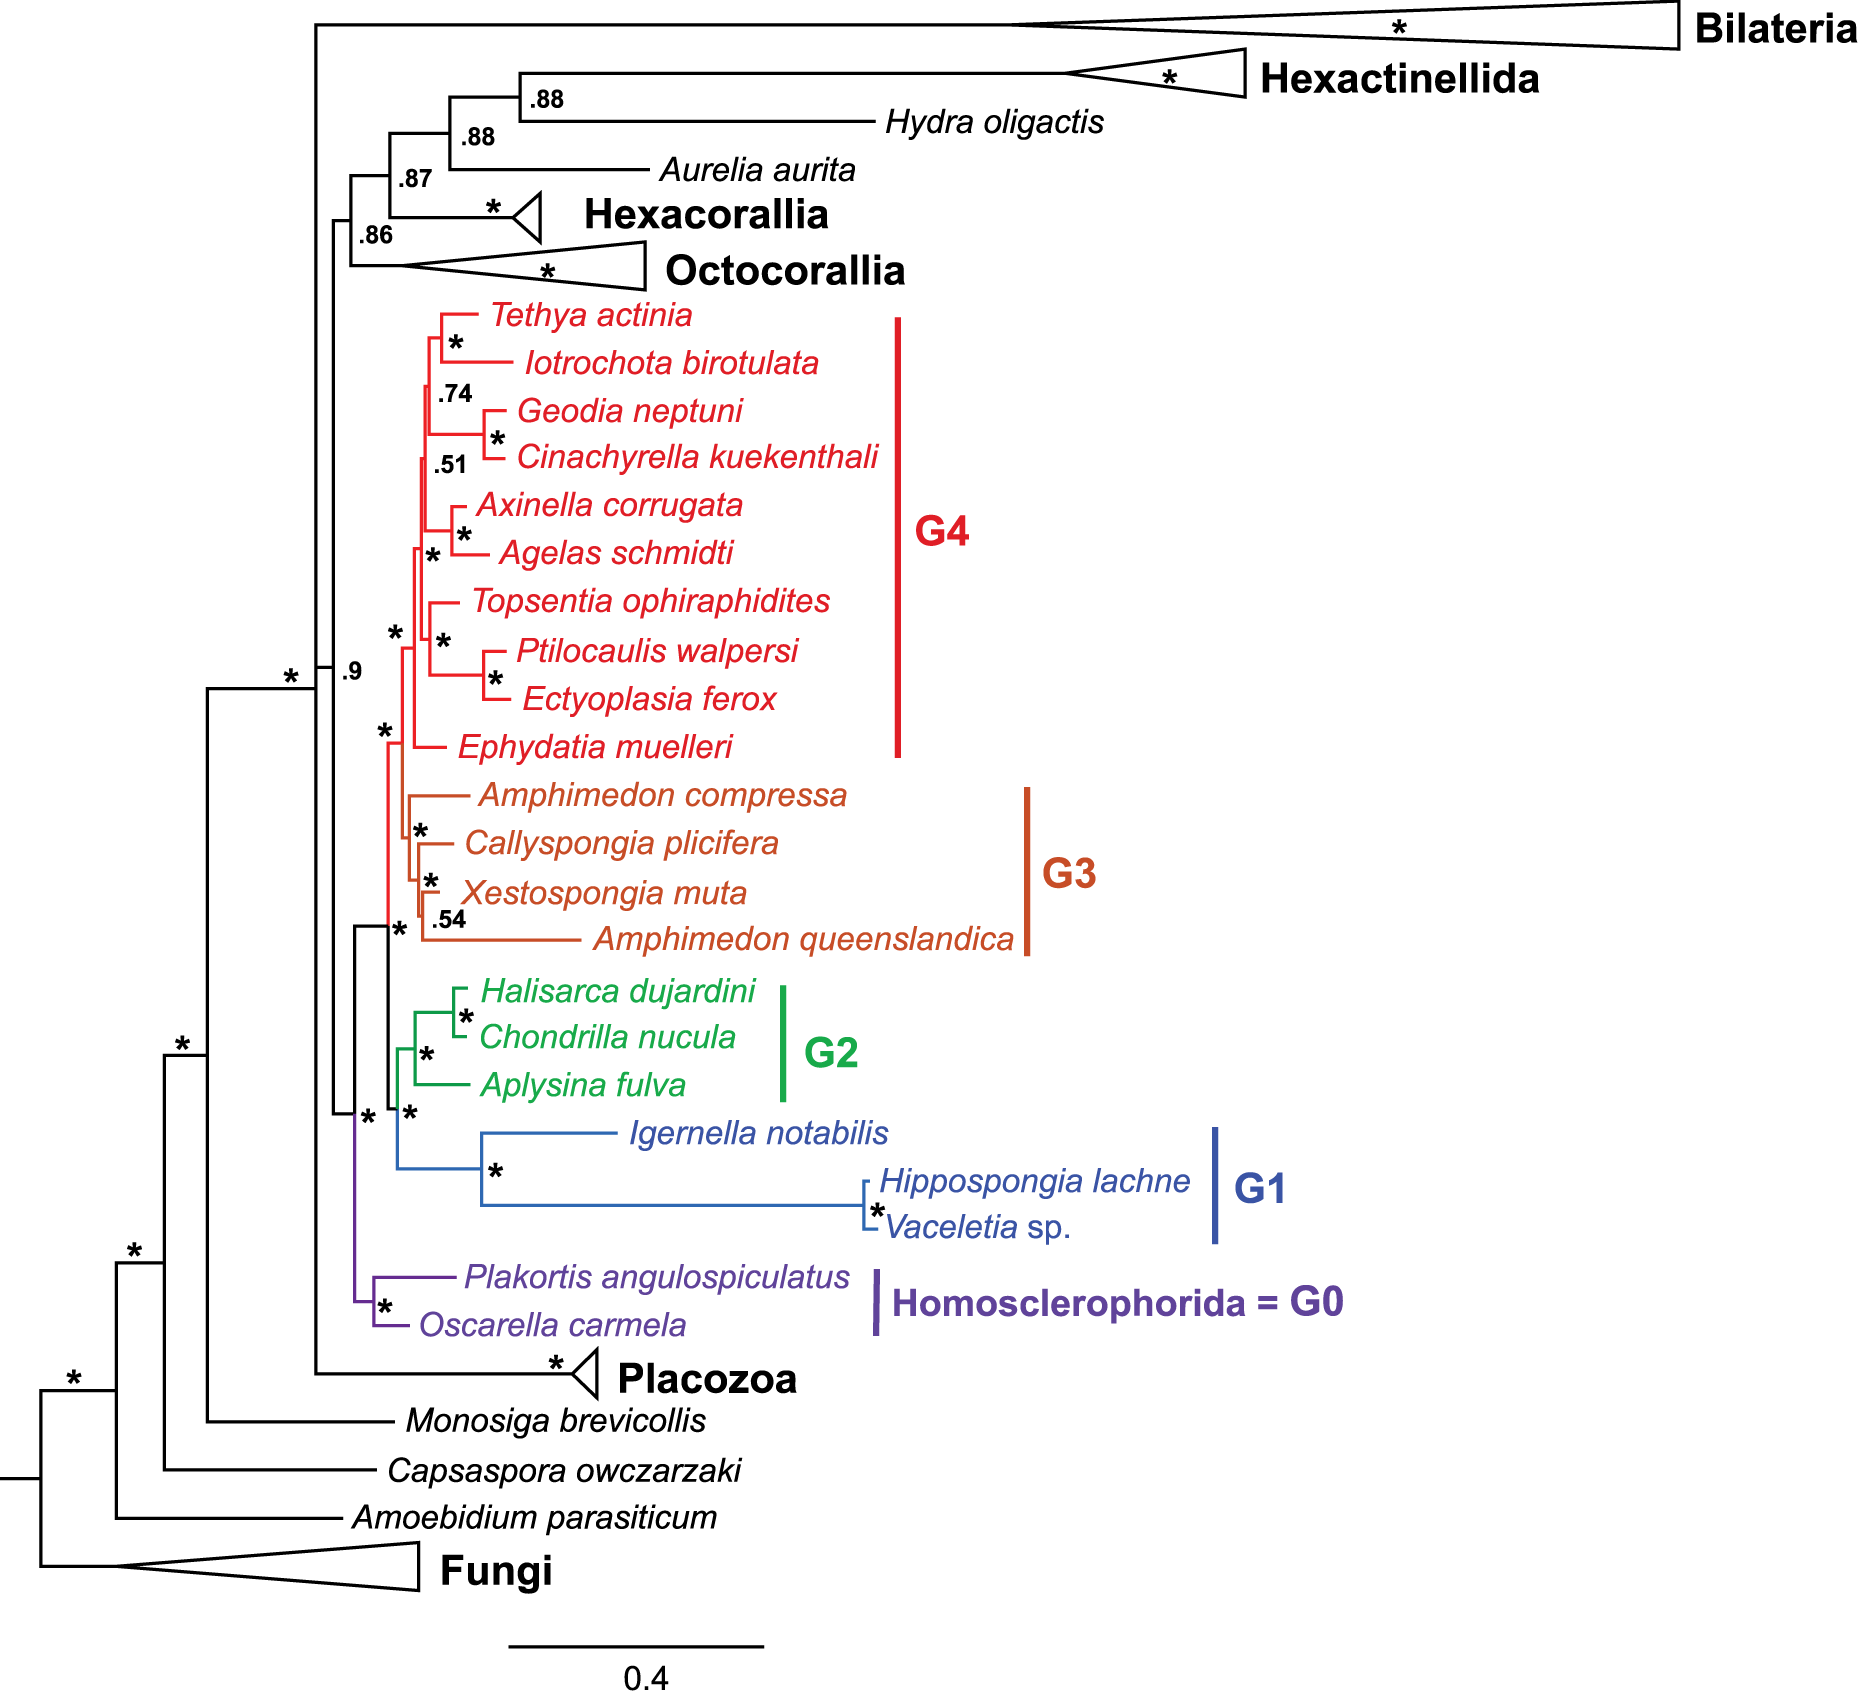 * Bilateria
* Hexactinellida
.88
Hydra oligactis
.88
Aurelia aurita
.87
* Hexacorallia
.86
* Octocorallia
Tethya actinia
*
Iotrochota birotulata
.74
Geodia neptuni
*
Cinachyrella kuekenthali
.51
Axinella corrugata
*
G4
Agelas schmidti
*
Topsentia ophiraphidites
*
*
Ptilocaulis walpersi
*
.9
*
Ectyoplasia ferox
*
Ephydatia muelleri
Amphimedon compressa
*
Callyspongia plicifera
G3
*
Xestospongia muta
.54
*
Amphimedon queenslandica
Halisarca dujardini
*
Chondrilla nucula
*
*
G2
Aplysina fulva
*
*
Igernella notabilis
*
Hippospongia lachne
G1
*
Vaceletia sp.
*
Plakortis angulospiculatus
*
Homosclerophorida = G0
Oscarella carmela
* Placozoa
*
Monosiga brevicollis
Capsaspora owczarzaki
Amoebidium parasiticum
Fungi
0.4